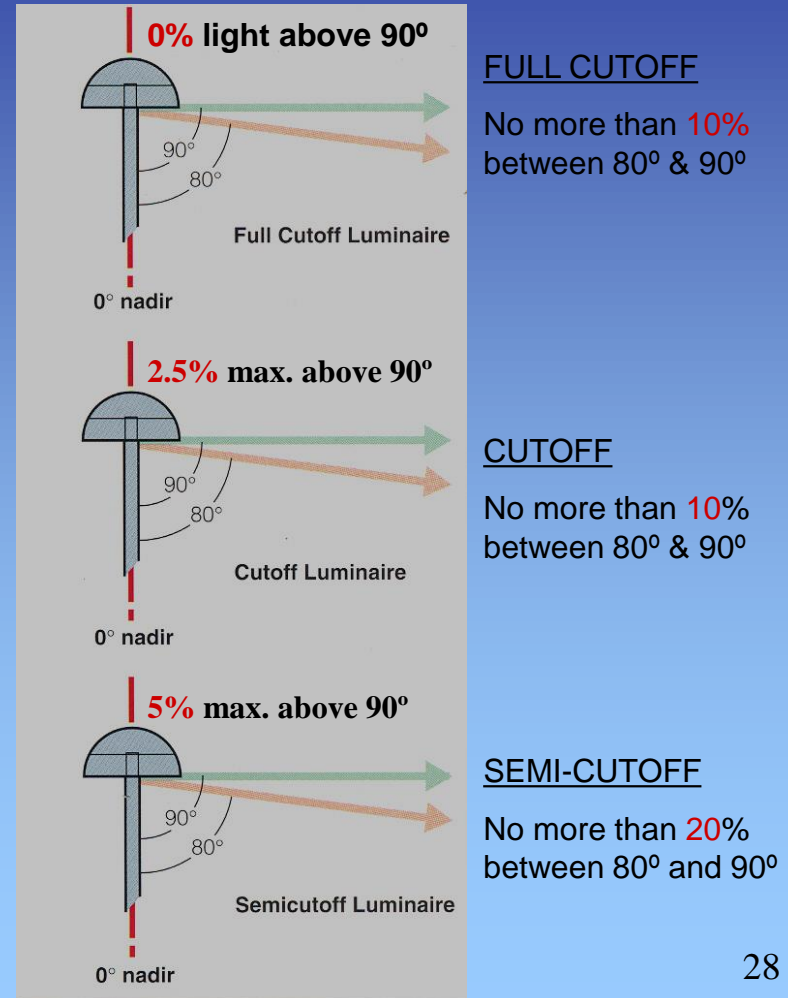 0% light above 90º
90°
80°
Full Cutoff Luminaire
0° nadir
FULL CUTOFF
No more than 10%
between 80º & 90º
2.5% max. above 90º
90°
80°
Cutoff Luminaire
0° nadir
CUTOFF
No more than 10%
between 80º & 90º
5% max. above 90º
90°
80°
Semicutoff Luminaire
0° nadir
SEMI-CUTOFF
No more than 20%
between 80º and 90º
28